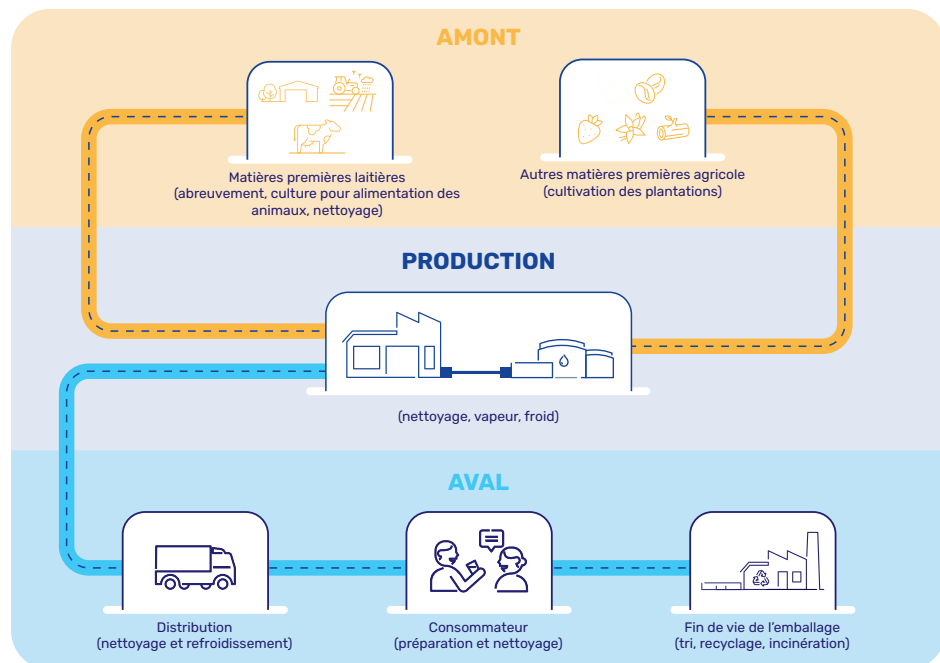 AMONT
Matières premières laitières
(abreuvement, culture pour alimentation des
animaux, nettoyage)
Autres matières premières agricole
(cultivation des plantations)
PRODUCTION
(nettoyage, vapeur, froid)
AVAL
Distribution
(nettoyage et refroidissement)
Consommateur
(préparation et nettoyage)
Fin de vie de l'emballage
(tri, recyclage, incinération)